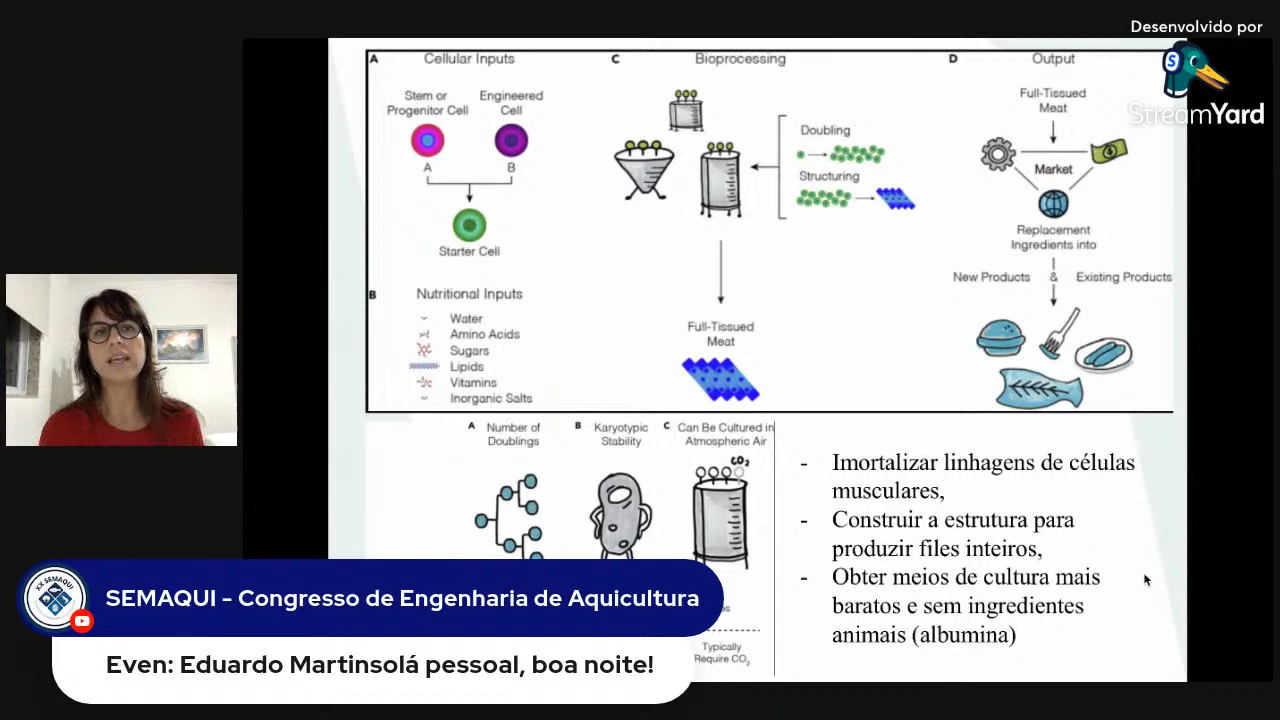 Desenvolvido por
StreamYard
A Cellular Inputs
Stem or
Progenitor Cell
Engineered
Cell
A
B
Starter Cell
B Nutritional Inputs
Water
Amino Acids
Sugars
Lipids
Vitamins
Inorganic Salts
C Bioprocessing
Doubling
Structuring
Full-Tissued
Meat
D Output
Full-Tissued
Meat
Market
Replacement
Ingredients into
New Products & Existing Products
A Number of
Doublings
B Karyotypic
Stability
C Can Be Cultured in
Atmospheric Air
CO2
Typically
Require CO2
- Imortalizar linhagens de células
musculares,
- Construir a estrutura para
produzir files inteiros,
- Obter meios de cultura mais
baratos e sem ingredientes
animais (albumina)
XX SEMAQUI
SEMAQUI - Congresso de Engenharia de Aquicultura
Even: Eduardo Martinsolá pessoal, boa noite!